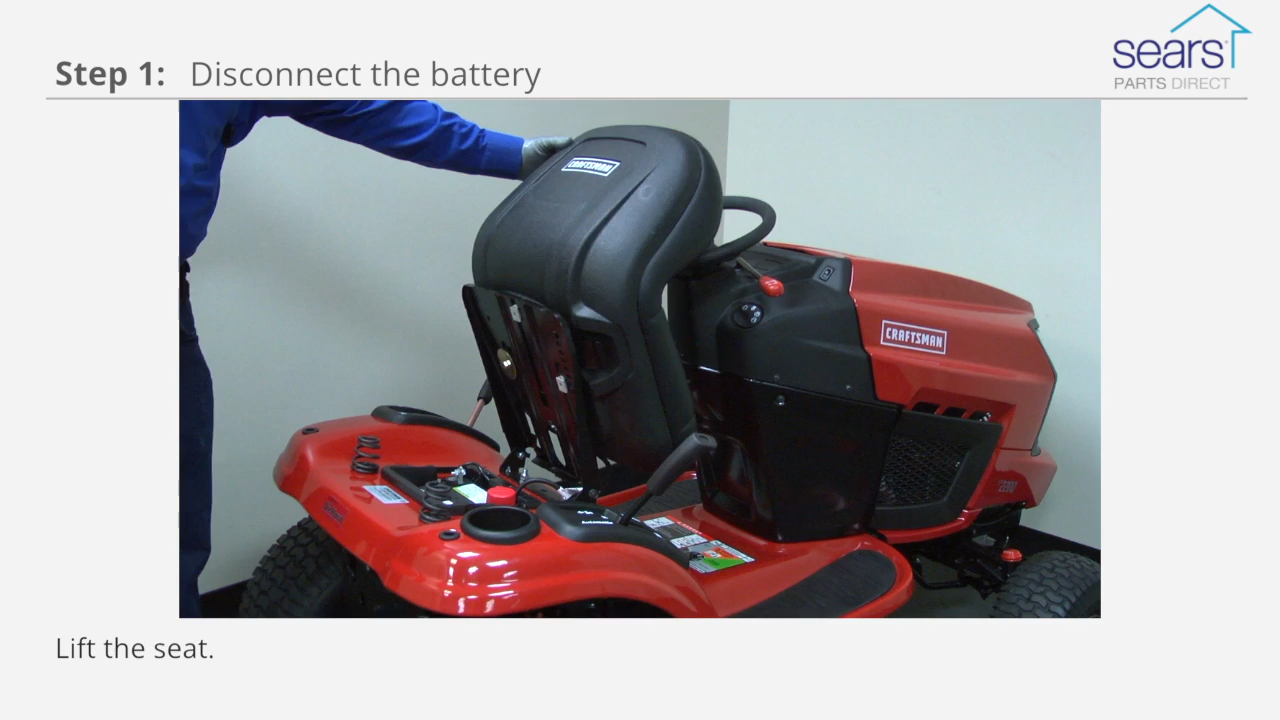 sears
PARTS DIRECT
Step 1: Disconnect the battery
CRAFTSMAN
CRAFTSMAN
Lift the seat.